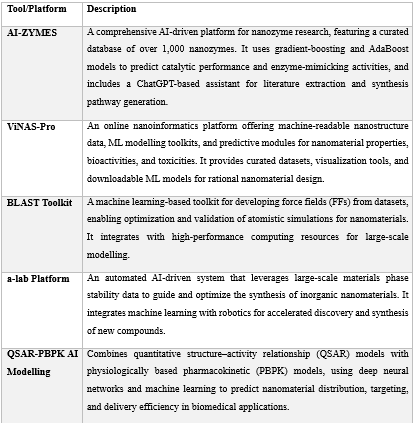 Tool/Platform Description
AI-ZYMES A comprehensive AI-driven platform for nanozyme research, featuring a curated
database of over 1,000 nanozymes. It uses gradient-boosting and AdaBoost
models to predict catalytic performance and enzyme-mimicking activities, and
includes a ChatGPT-based assistant for literature extraction and synthesis
pathway generation.
ViNAS-Pro An online nanoinformatics platform offering machine-readable nanostructure
data, ML modelling toolkits, and predictive modules for nanomaterial properties,
bioactivities, and toxicities. It provides curated datasets, visualization tools, and
downloadable ML models for rational nanomaterial design.
BLAST Toolkit A machine learning-based toolkit for developing force fields (FFs) from datasets,
enabling optimization and validation of atomistic simulations for nanomaterials.
It integrates with high-performance computing resources for large-scale
modelling.
a-lab Platform An automated AI-driven system that leverages large-scale materials phase
stability data to guide and optimize the synthesis of inorganic nanomaterials. It
integrates machine learning with robotics for accelerated discovery and synthesis
of new compounds.
QSAR-PBPK AI Combines quantitative structure–activity relationship (QSAR) models with
Modelling physiologically based pharmacokinetic (PBPK) models, using deep neural
networks and machine learning to predict nanomaterial distribution, targeting,
and delivery efficiency in biomedical applications.